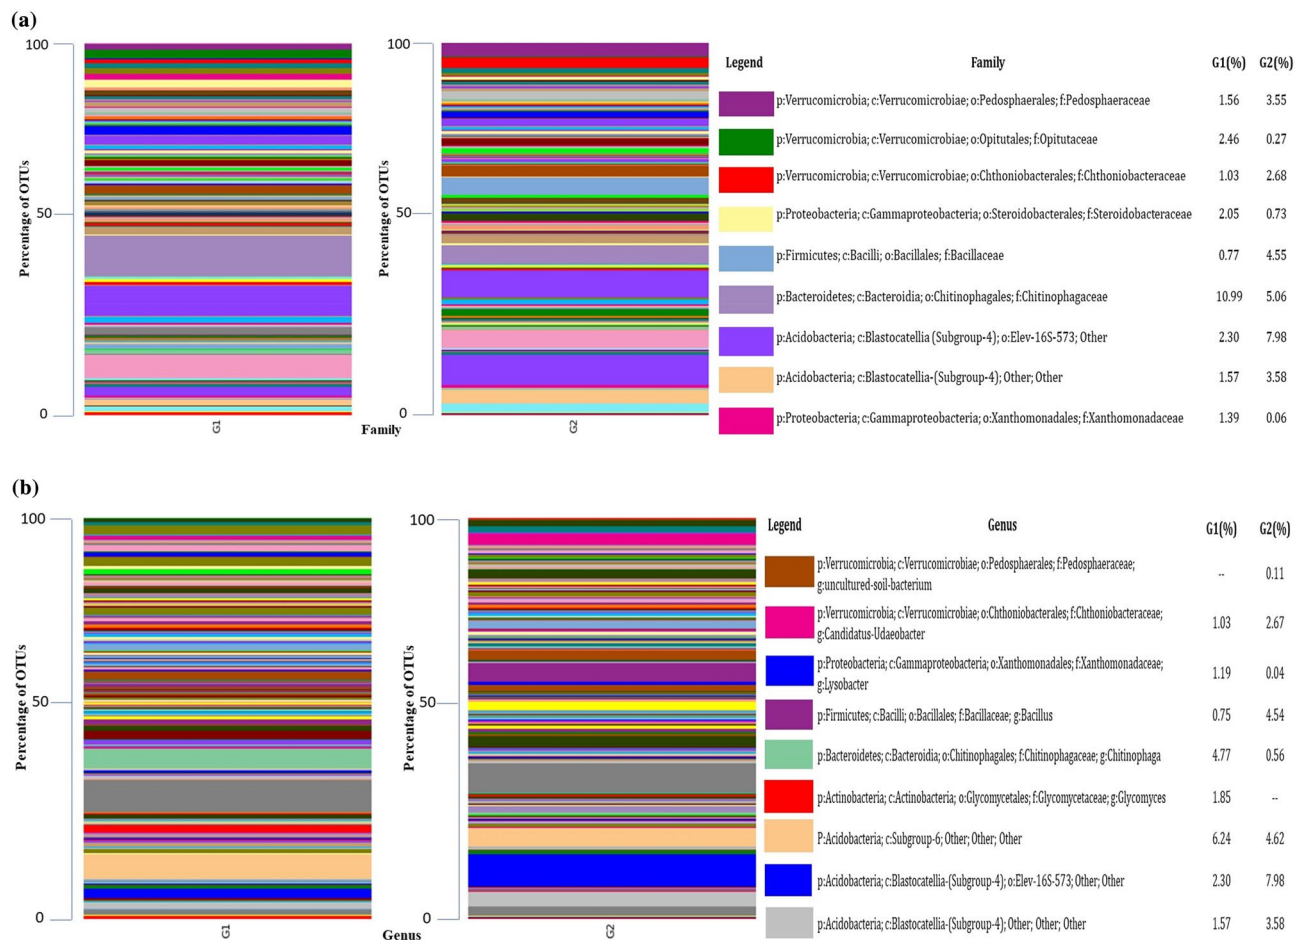 (a)
100
50
0
Percentage of OTUs
G1
Family
100
50
0
Percentage of OTUs
G2
Legend Family G1(%) G2(%)
p:Verrucomicrobia; c:Verrucomicrobiae; o:Pedosphaerales; f:Pedosphaeraceae 1.56 3.55
p:Verrucomicrobia; c:Verrucomicrobiae; o:Opitutales; f:Opitutaceae 2.46 0.27
p:Verrucomicrobia; c:Verrucomicrobiae; o:Chthoniobacterales; f:Chthoniobacteraceae 1.03 2.68
p:Proteobacteria; c:Gammaproteobacteria; o:Steroidobacterales; f:Steroidobacteraceae 2.05 0.73
p:Firmicutes; c:Bacilli; o:Bacillales; f:Bacillaceae 0.77 4.55
p:Bacteroidetes; c:Bacteroidia; o:Chitinophagales; f:Chitinophagaceae 10.99 5.06
p:Acidobacteria; c:Blastocatellia (Subgroup-4); o:Elev-16S-573; Other 2.30 7.98
p:Acidobacteria; c:Blastocatellia-(Subgroup-4); Other; Other 1.57 3.58
p:Proteobacteria; c:Gammaproteobacteria; o:Xanthomonadales; f:Xanthomonadaceae 1.39 0.06
(b)
100
50
0
Percentage of OTUs
G1
Genus
100
50
0
Percentage of OTUs
G2
Legend Genus G1(%) G2(%)
p:Verrucomicrobia; c:Verrucomicrobiae; o:Pedosphaerales; f:Pedosphaeraceae;
g:uncultured-soil-bacterium -- 0.11
p:Verrucomicrobia; c:Verrucomicrobiae; o:Chthoniobacterales; f:Chthoniobacteraceae;
g:Candidatus-Udaeobacter 1.03 2.67
p:Proteobacteria; c:Gammaproteobacteria; o:Xanthomonadales; f:Xanthomonadaceae;
g:Lysobacter 1.19 0.04
p:Firmicutes; c:Bacilli; o:Bacillales; f:Bacillaceae; g:Bacillus 0.75 4.54
p:Bacteroidetes; c:Bacteroidia; o:Chitinophagales; f:Chitinophagaceae; g:Chitinophaga 4.77 0.56
p:Actinobacteria; c:Actinobacteria; o:Glycomycetales; f:Glycomycetaceae; g:Glycomyces 1.85 --
P:Acidobacteria; c:Subgroup-6; Other; Other; Other 6.24 4.62
p:Acidobacteria; c:Blastocatellia-(Subgroup-4); o:Elev-16S-573; Other; Other 2.30 7.98
p:Acidobacteria; c:Blastocatellia-(Subgroup-4); Other; Other; Other 1.57 3.58